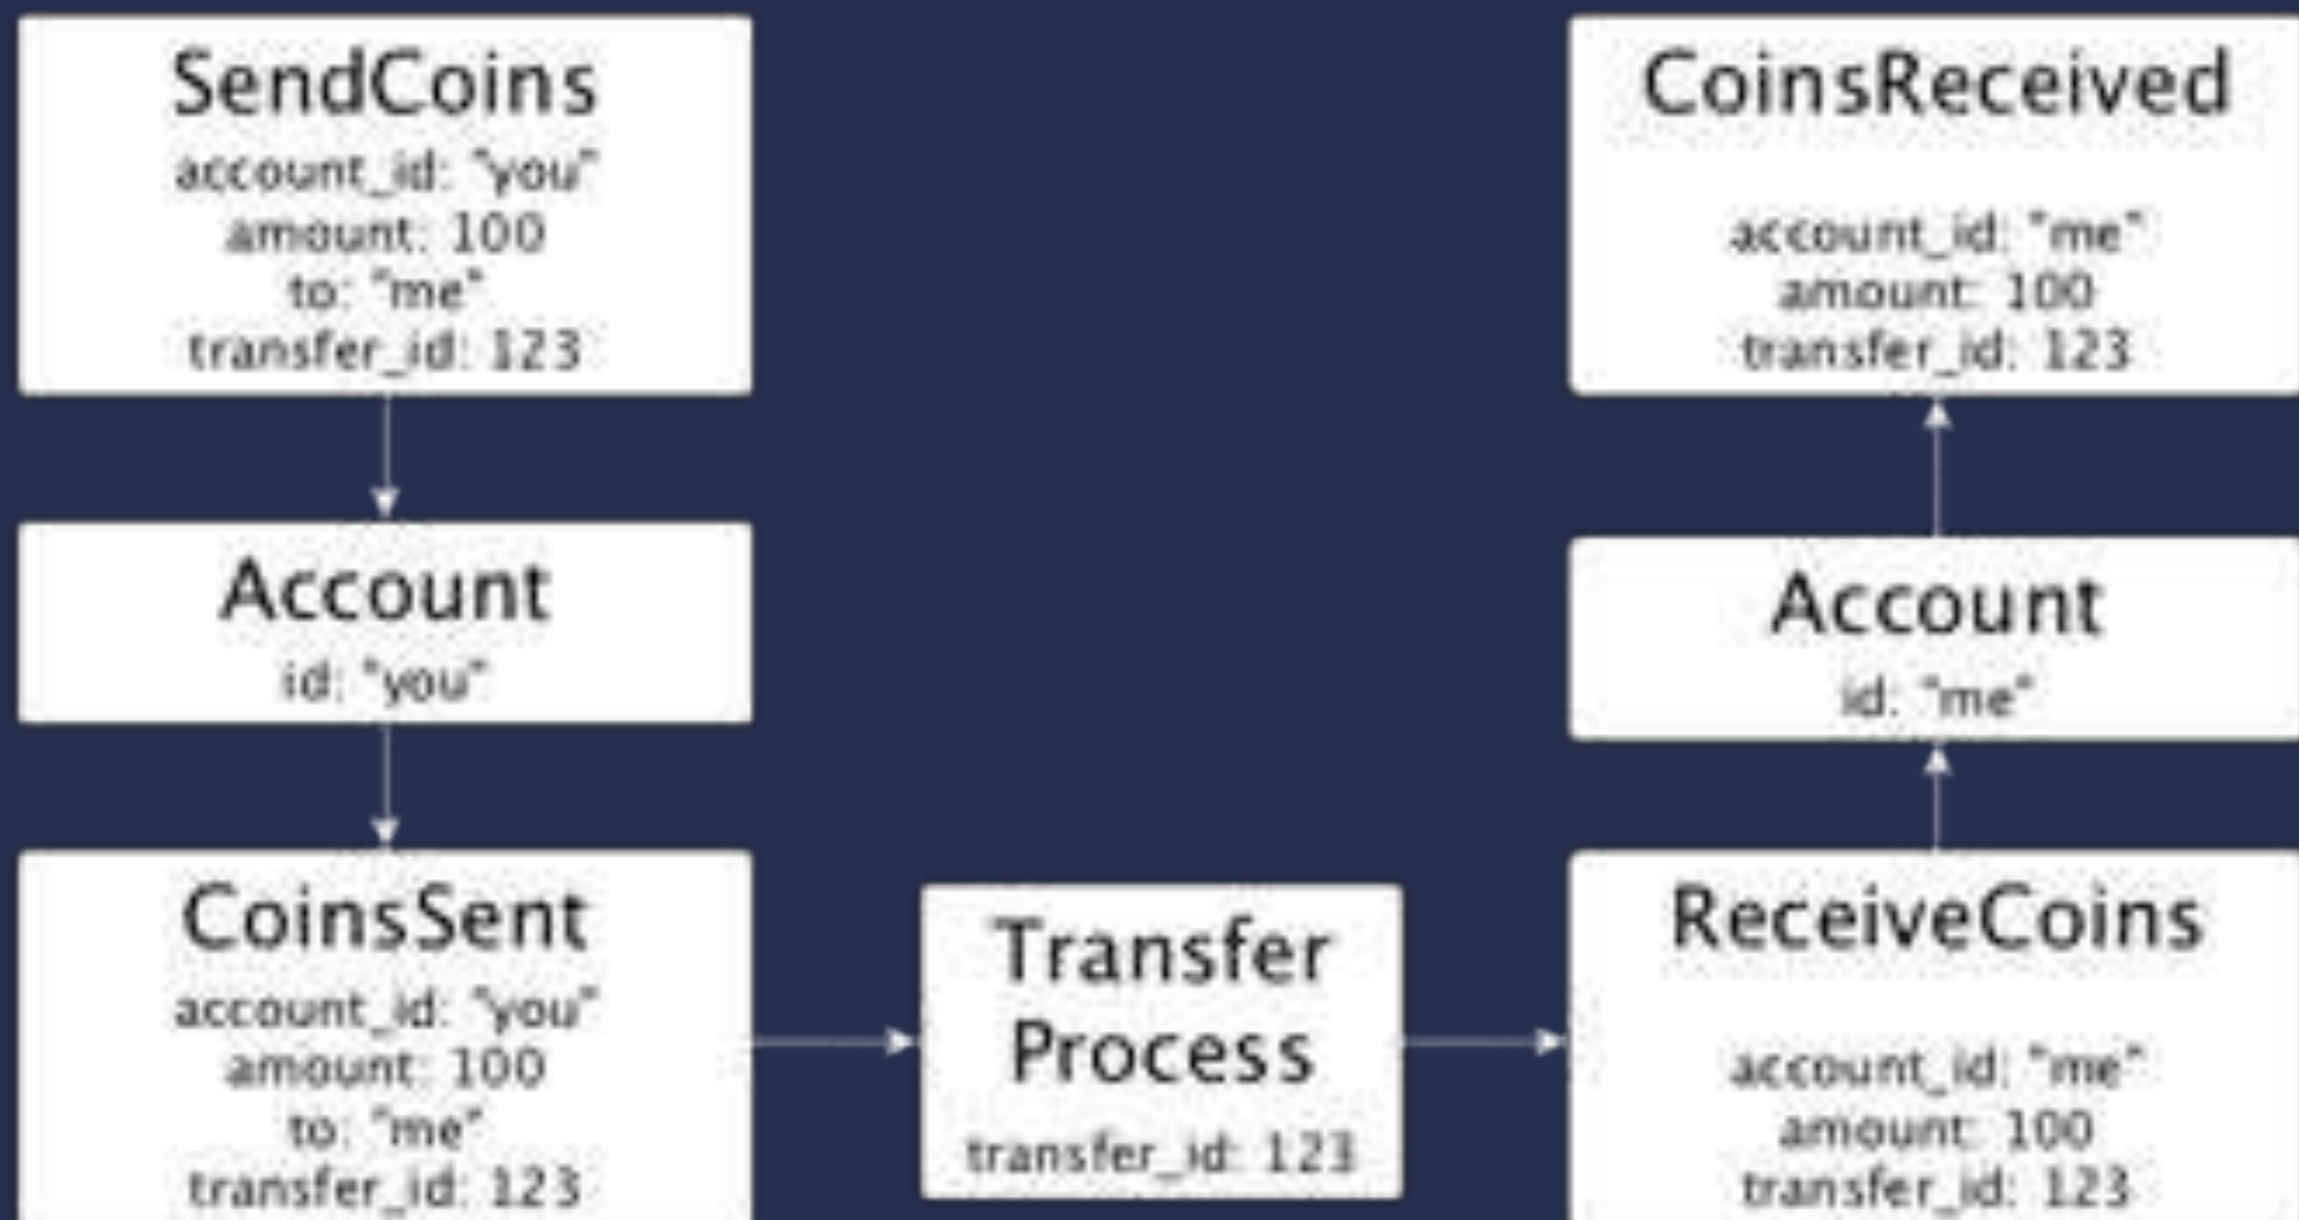 SendCoins
account_id: "you"
amount: 100
to: "me"
transfer_id: 123
Account
id: "you"
CoinsSent
account_id: "you"
amount: 100
to: "me"
transfer_id: 123
Transfer
Process
transfer_id: 123
ReceiveCoins
account_id: "me"
amount: 100
transfer_id: 123
Account
id: "me"
CoinsReceived
account_id: "me"
amount: 100
transfer_id: 123